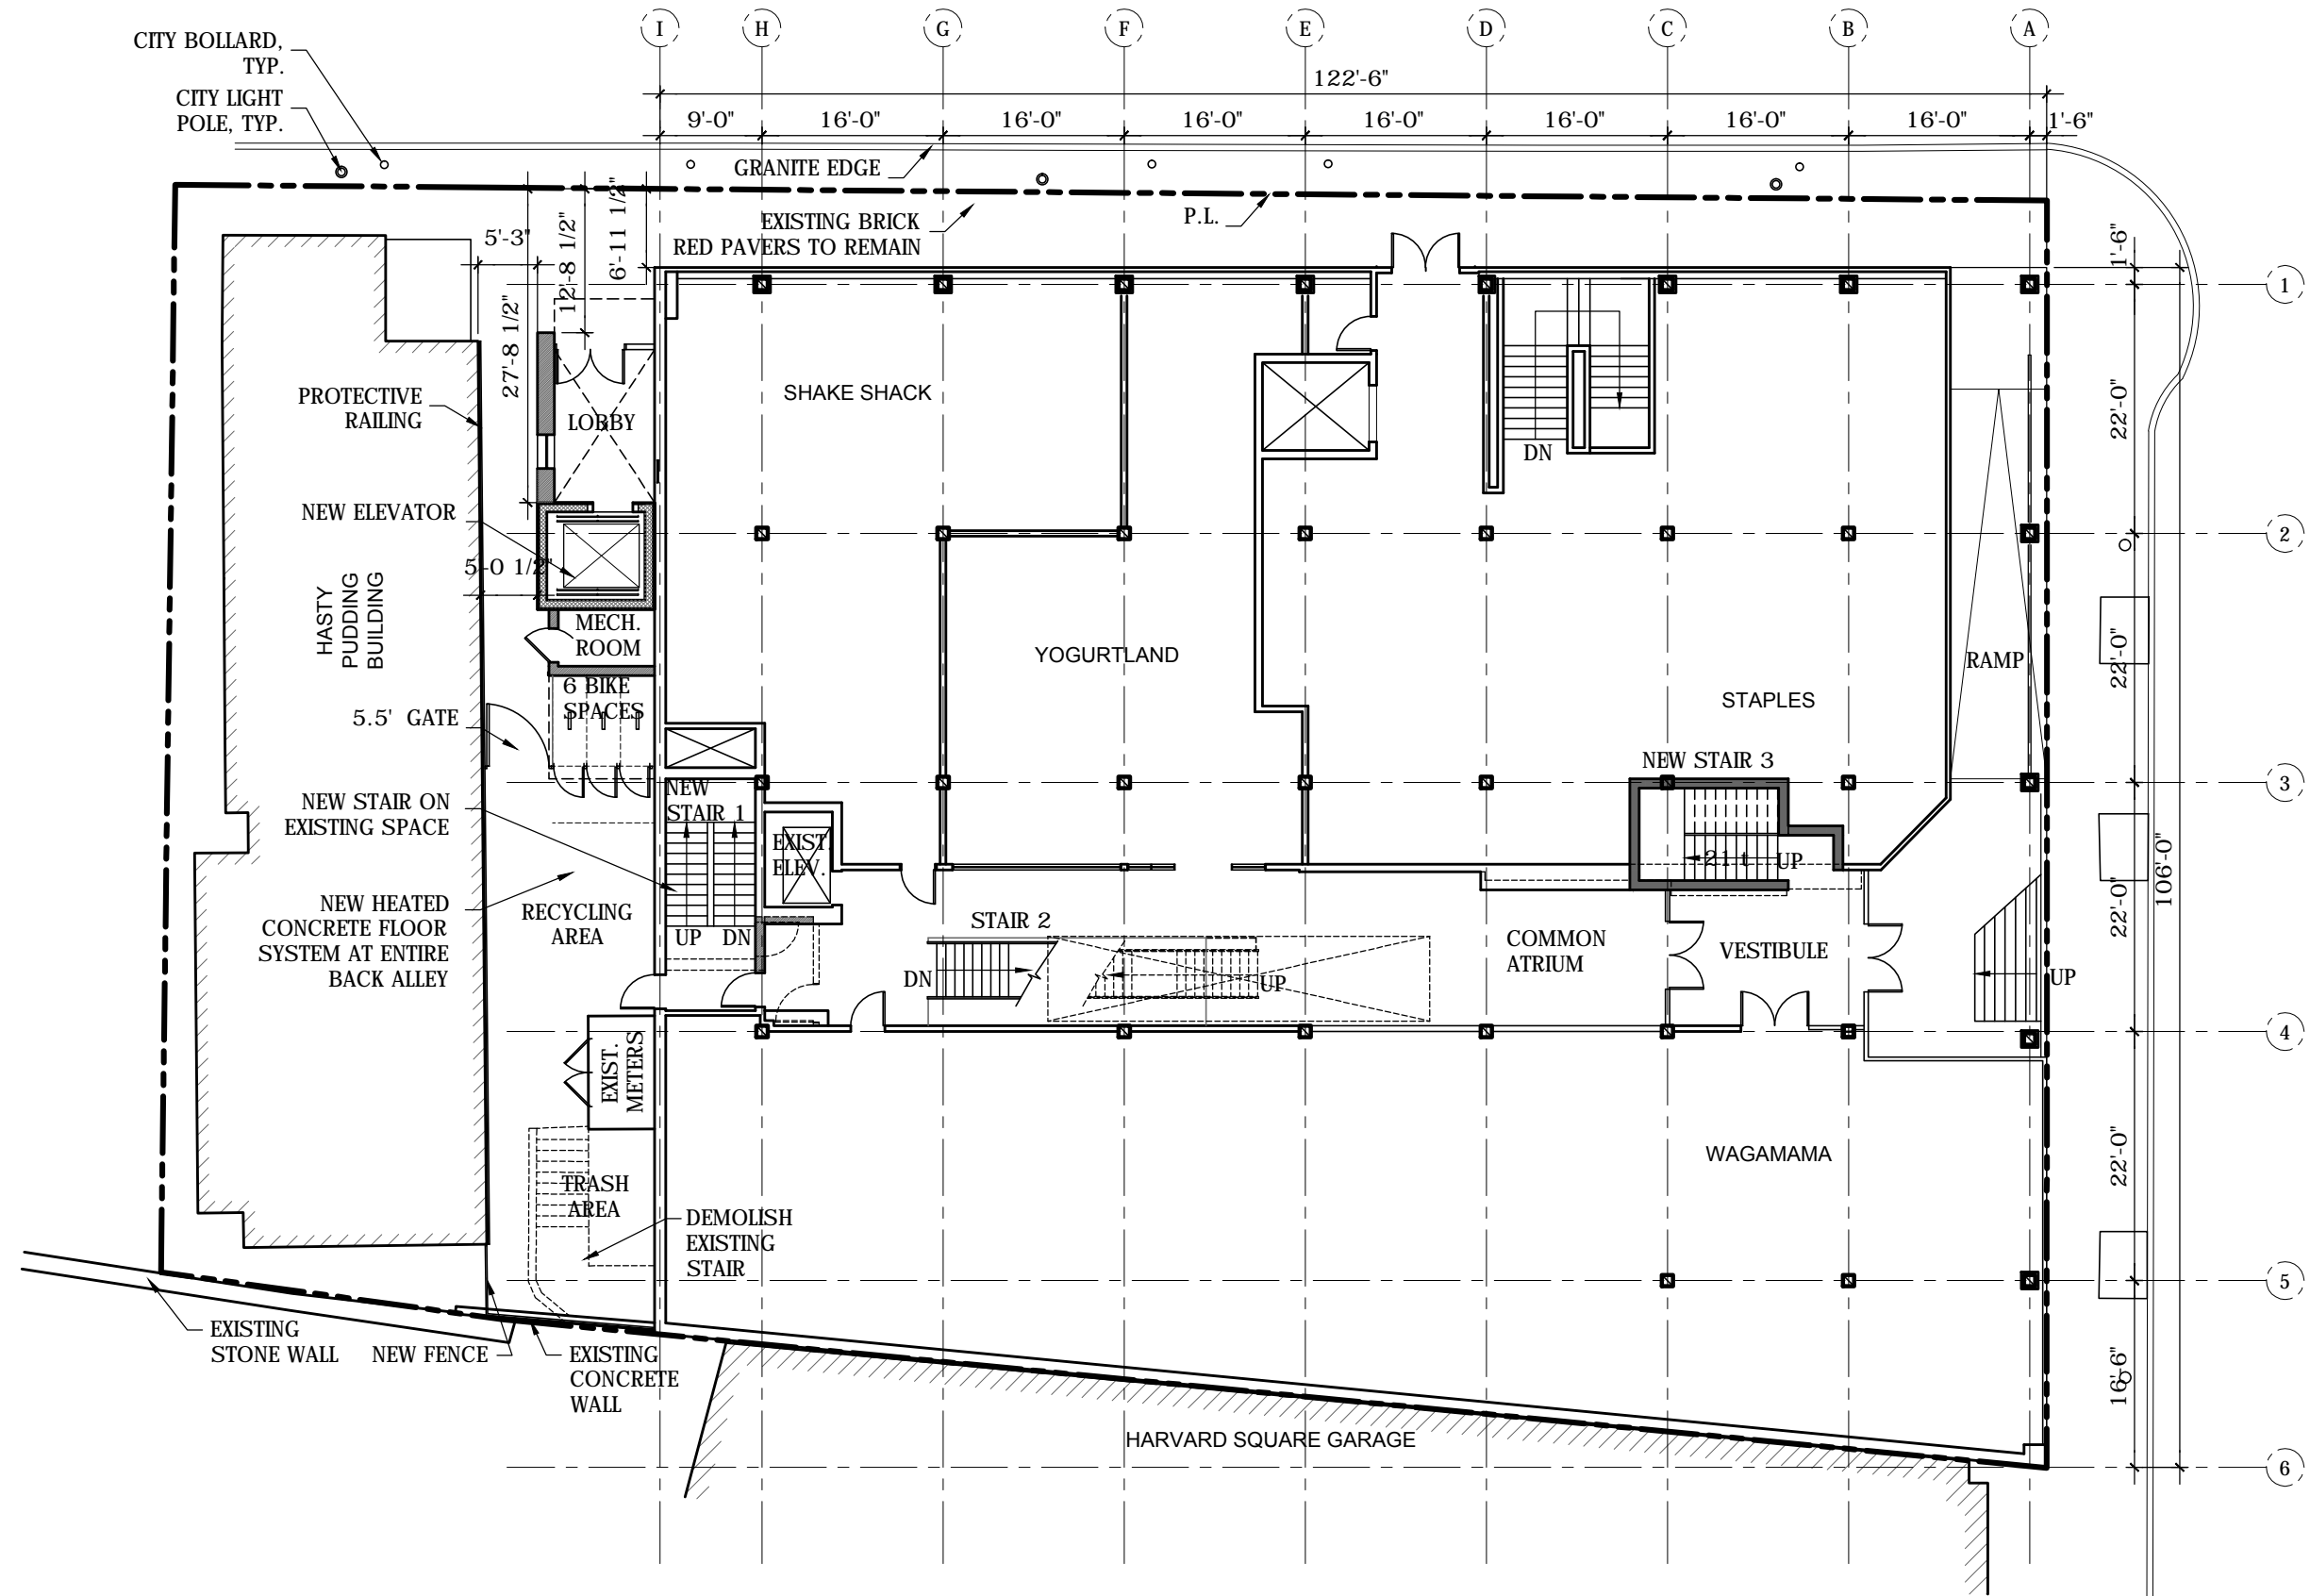 I
H
G
F
E
D
C
B
A
CITY BOLLARD,
TYP.
CITY LIGHT
POLE, TYP.
122'-6"
9'-0"
16'-0"
16'-0"
16'-0"
16'-0"
16'-0"
16'-0"
16'-0"
1'-6"
GRANITE EDGE
EXISTING BRICK
RED PAVERS TO REMAIN
P.L.
5'-3"
12'-8 1/2"
6'-11 1/2"
27'-8 1/2"
1'-6"
1
PROTECTIVE
RAILING
LOBBY
SHAKE SHACK
DN
22'-0"
NEW ELEVATOR
5'-0 1/2"
2
HASTY
PUDDING
BUILDING
MECH.
ROOM
YOGURTLAND
STAPLES
RAMP
22'-0"
6 BIKE
SPACES
5.5' GATE
NEW STAIR 3
3
NEW STAIR ON
EXISTING SPACE
NEW
STAIR 1
EXIST.
ELEV.
21 t
UP
106'-0"
NEW HEATED
CONCRETE FLOOR
SYSTEM AT ENTIRE
BACK ALLEY
RECYCLING
AREA
UP
DN
STAIR 2
DN
UP
COMMON
ATRIUM
VESTIBULE
UP
22'-0"
4
EXIST.
METERS
WAGAMAMA
22'-0"
TRASH
AREA
DEMOLISH
EXISTING
STAIR
5
EXISTING
STONE WALL
NEW FENCE
EXISTING
CONCRETE
WALL
16'-6"
HARVARD SQUARE GARAGE
6